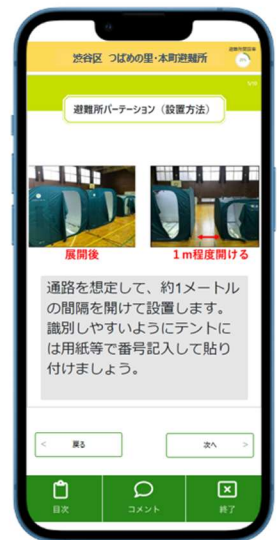 渋谷区 つばめの里・本町避難所
避難所パーテーション（設置方法）
展開後
1m程度開ける
通路を想定して、約1メートル
の間隔を開けて設置します。
識別しやすいようにテントに
は用紙等で番号記入して貼り
付けましょう。
< 戻る
次へ >
目次
コメント
終了